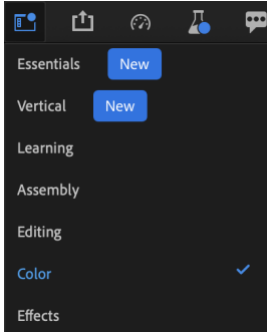 Essentials New
Vertical New
Learning
Assembly
Editing
Color
Effects